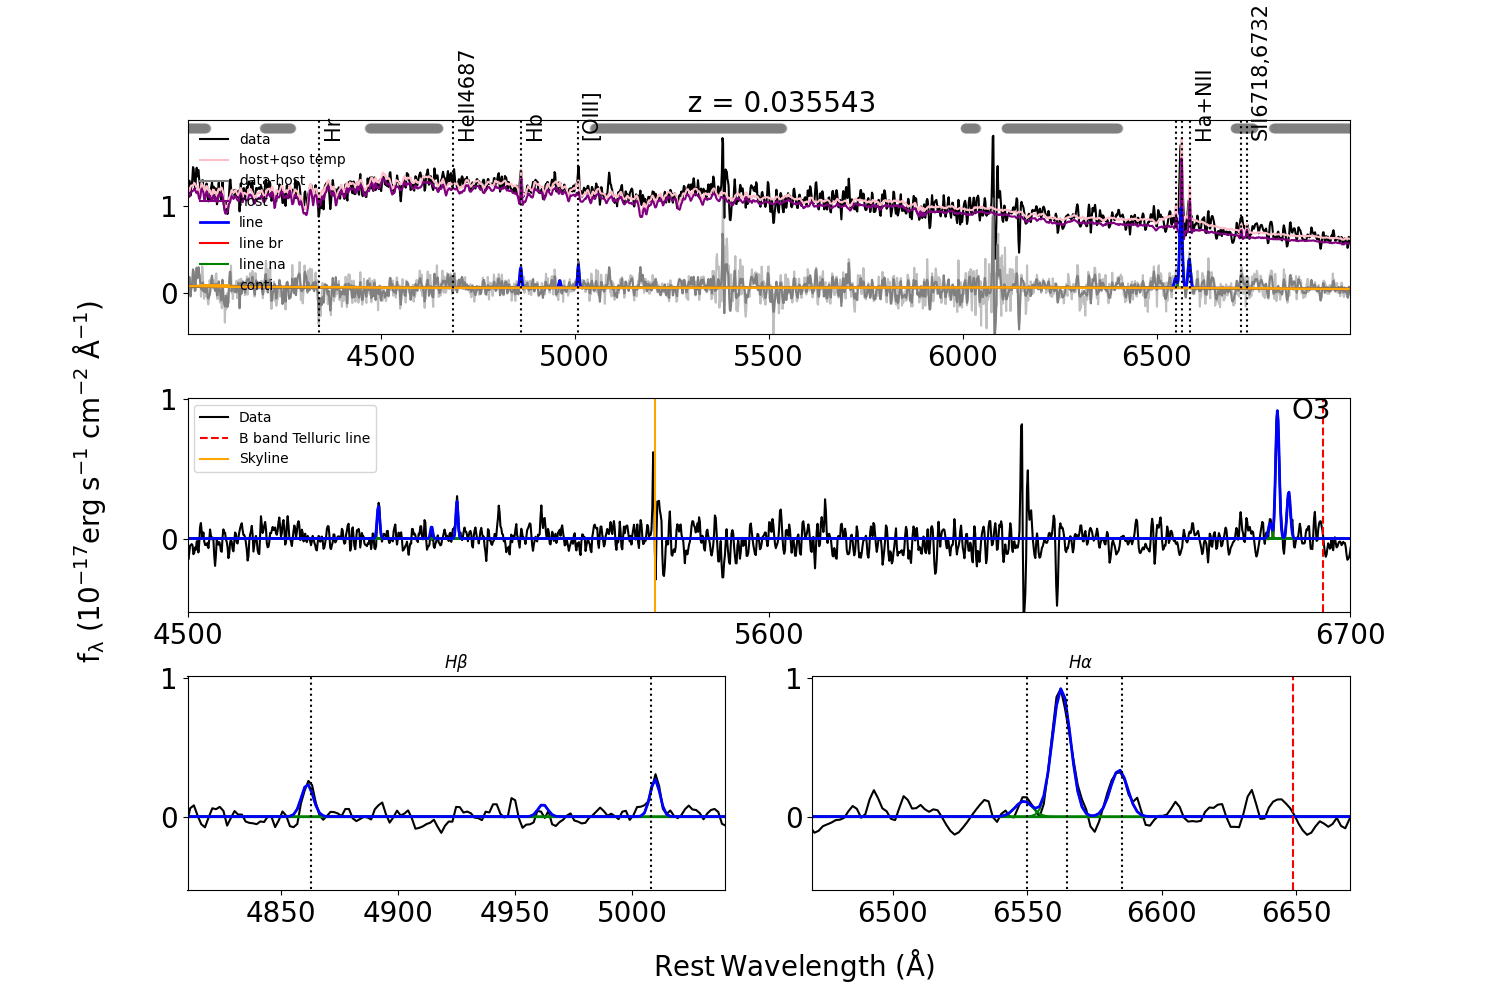 z = 0.035543
Hr
HeII4687
Hb
[OIII]
Ha+NII
SII6718,6732
data
host+qso temp
data-host
host
line
line br
line na
conti
1
0
4500 5000 5500 6000 6500
fλ (10⁻¹⁷erg s⁻¹ cm⁻² Å⁻¹)
1
0
Data
B band Telluric line
Skyline
O3
4500 5600 6700
Hβ
1
0
4850 4900 4950 5000
Hα
1
0
6500 6550 6600 6650
Rest Wavelength (Å)